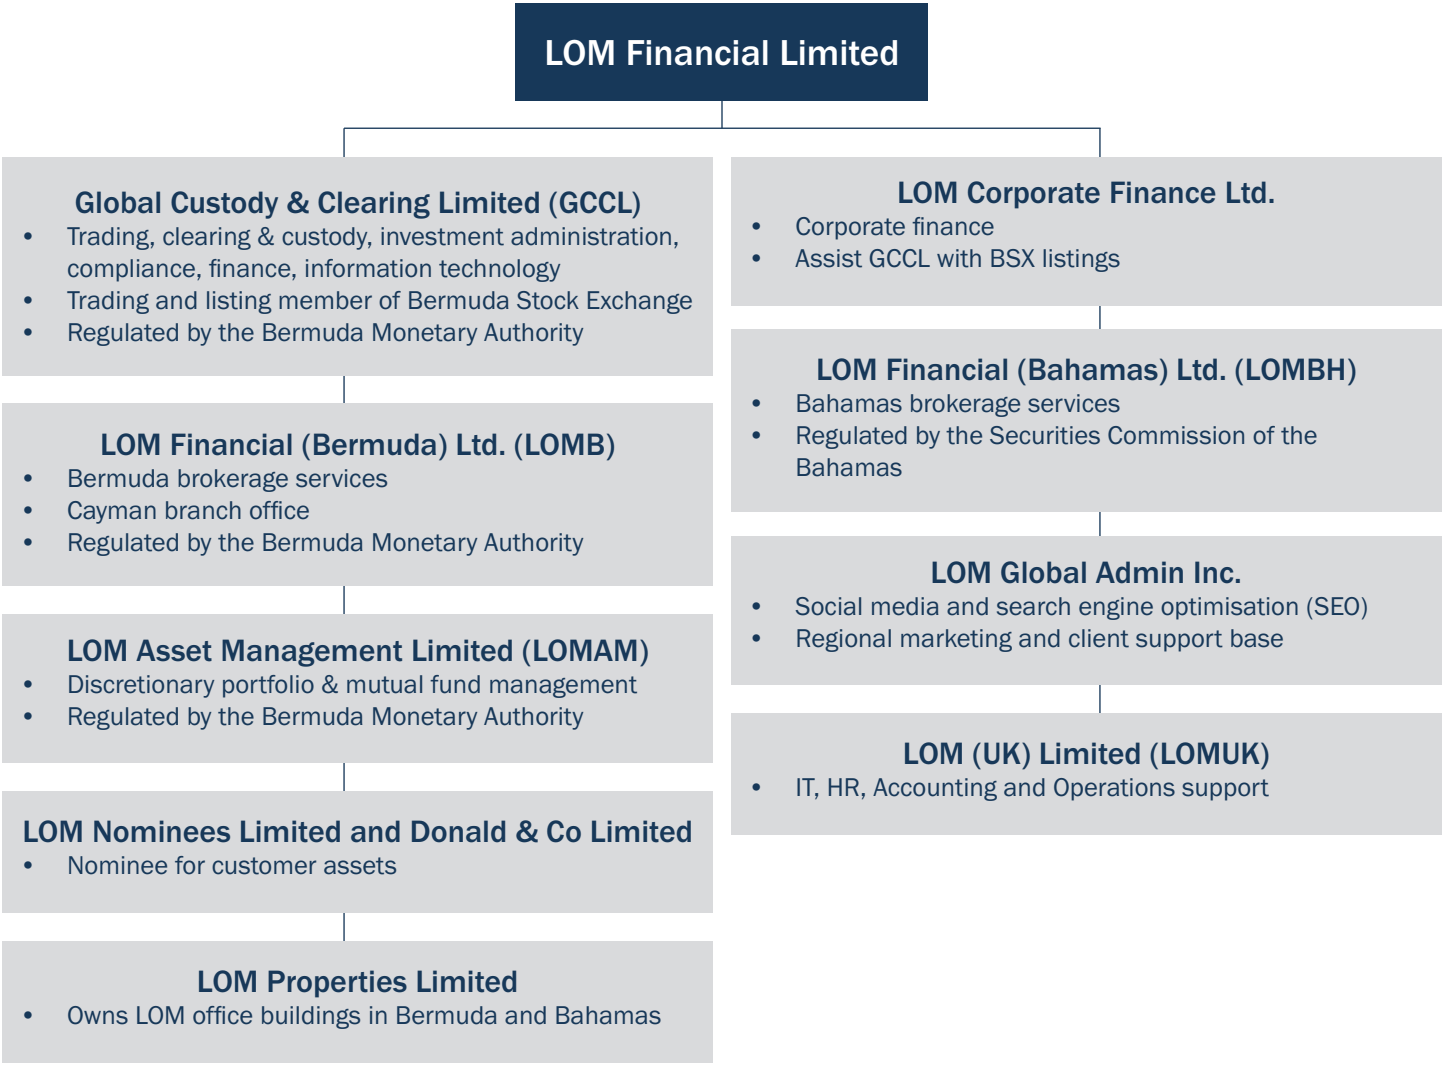 LOM Financial Limited
Global Custody & Clearing Limited (GCCL)
• Trading, clearing & custody, investment administration,
compliance, finance, information technology
• Trading and listing member of Bermuda Stock Exchange
• Regulated by the Bermuda Monetary Authority
LOM Financial (Bermuda) Ltd. (LOMB)
• Bermuda brokerage services
• Cayman branch office
• Regulated by the Bermuda Monetary Authority
LOM Asset Management Limited (LOMAM)
• Discretionary portfolio & mutual fund management
• Regulated by the Bermuda Monetary Authority
LOM Nominees Limited and Donald & Co Limited
• Nominee for customer assets
LOM Properties Limited
• Owns LOM office buildings in Bermuda and Bahamas
LOM Corporate Finance Ltd.
• Corporate finance
• Assist GCCL with BSX listings
LOM Financial (Bahamas) Ltd. (LOMBH)
• Bahamas brokerage services
• Regulated by the Securities Commission of the
Bahamas
LOM Global Admin Inc.
• Social media and search engine optimisation (SEO)
• Regional marketing and client support base
LOM (UK) Limited (LOMUK)
• IT, HR, Accounting and Operations support